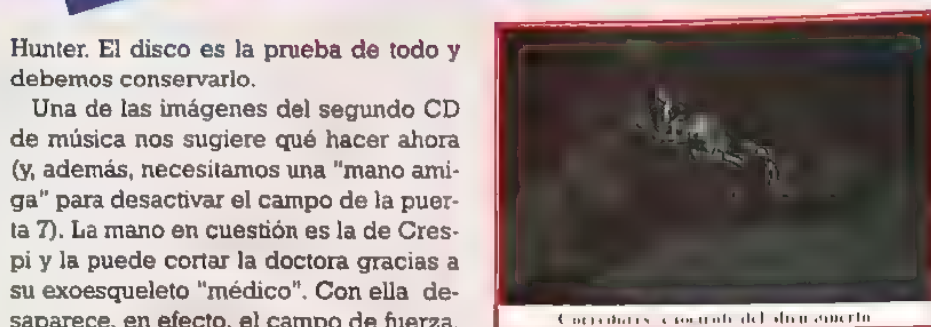 Hunter. El disco es la prueba de todo y
debemos conservarlo.
Una de las imágenes del segundo CD
de música nos sugiere qué hacer ahora
(y, además, necesitamos una "mano ami-
ga" para desactivar el campo de la puer-
ta 7). La mano en cuestión es la de Cres-
pi y la puede cortar la doctora gracias a
su exoesqueleto "médico". Con ella de-
saparece, en efecto, el campo de fuerza.
del